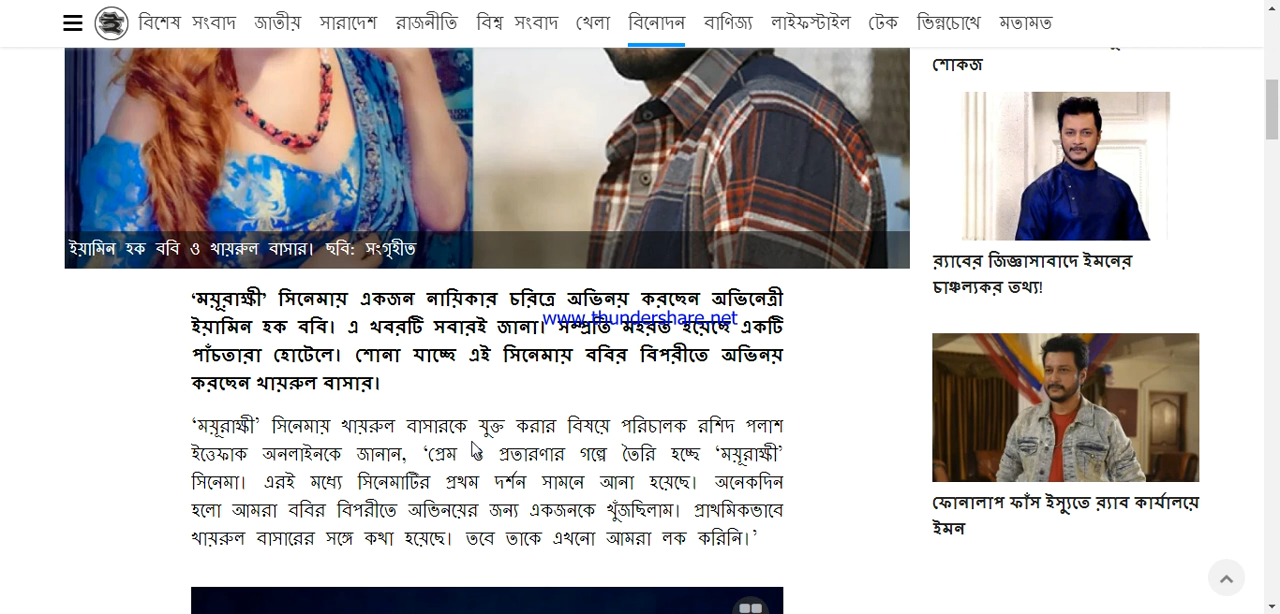 বিশেষ সংবাদ জাতীয় সারাদেশ রাজনীতি বিশ্ব সংবাদ খেলা বিনোদন বাণিজ্য লাইফস্টাইল টেক ভিন্নচোখে মতামত
শোকজ
ইয়ামিন হক ববি ও খায়রুল বাসার। ছবি: সংগৃহীত
র‍্যাবের জিজ্ঞাসাবাদে ইমনের
চাঞ্চল্যকর তথ্য!
‘ময়ূরাক্ষী’ সিনেমায় একজন নায়িকার চরিত্রে অভিনয় করছেন অভিনেত্রী
ইয়ামিন হক ববি। এ খবরটি সবারই জানা। সম্প্রতি মহরত হয়েছে একটি
www.thundershare.net
পাঁচতারা হোটেলে। শোনা যাচ্ছে এই সিনেমায় ববির বিপরীতে অভিনয়
করছেন খায়রুল বাসার।
‘ময়ূরাক্ষী’ সিনেমায় খায়রুল বাসারকে যুক্ত করার বিষয়ে পরিচালক রশিদ পলাশ
ইত্তেফাক অনলাইনকে জানান, ‘প্রেম ও প্রতারণার গল্পে তৈরি হচ্ছে ‘ময়ূরাক্ষী’
সিনেমা। এরই মধ্যে সিনেমাটির প্রথম দর্শন সামনে আনা হয়েছে। অনেকদিন
হলো আমরা ববির বিপরীতে অভিনয়ের জন্য একজনকে খুঁজছিলাম। প্রাথমিকভাবে
খায়রুল বাসারের সঙ্গে কথা হয়েছে। তবে তাকে এখনো আমরা লক করিনি।’
ফোনালাপ ফাঁস ইস্যুতে র‍্যাব কার্যালয়ে
ইমন